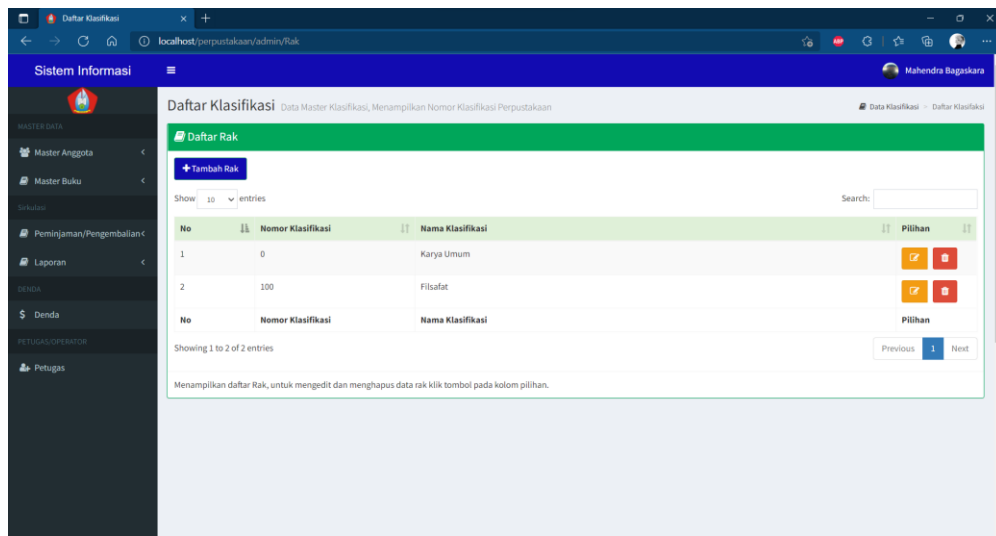 Daftar Klasifikasi
localhost/perpustakaan/admin/Rak
ABP
Sistem Informasi
Mahendra Bagaskara
Daftar Klasifikasi Data Master Klasifikasi, Menampilkan Nomor Klasifikasi Perpustakaan
Data Klasifikasi > Daftar Klasifaksi
MASTER DATA
Master Anggota
Master Buku
Sirkulasi
Peminjaman/Pengembalian
Laporan
DENDA
$ Denda
PETUGAS/OPERATOR
Petugas
Daftar Rak
+Tambah Rak
Show 10 entries
Search:
No Nomor Klasifikasi Nama Klasifikasi Pilihan
1 0 Karya Umum
2 100 Filsafat
No Nomor Klasifikasi Nama Klasifikasi Pilihan
Showing 1 to 2 of 2 entries
Previous 1 Next
Menampilkan daftar Rak, untuk mengedit dan menghapus data rak klik tombol pada kolom pilihan.